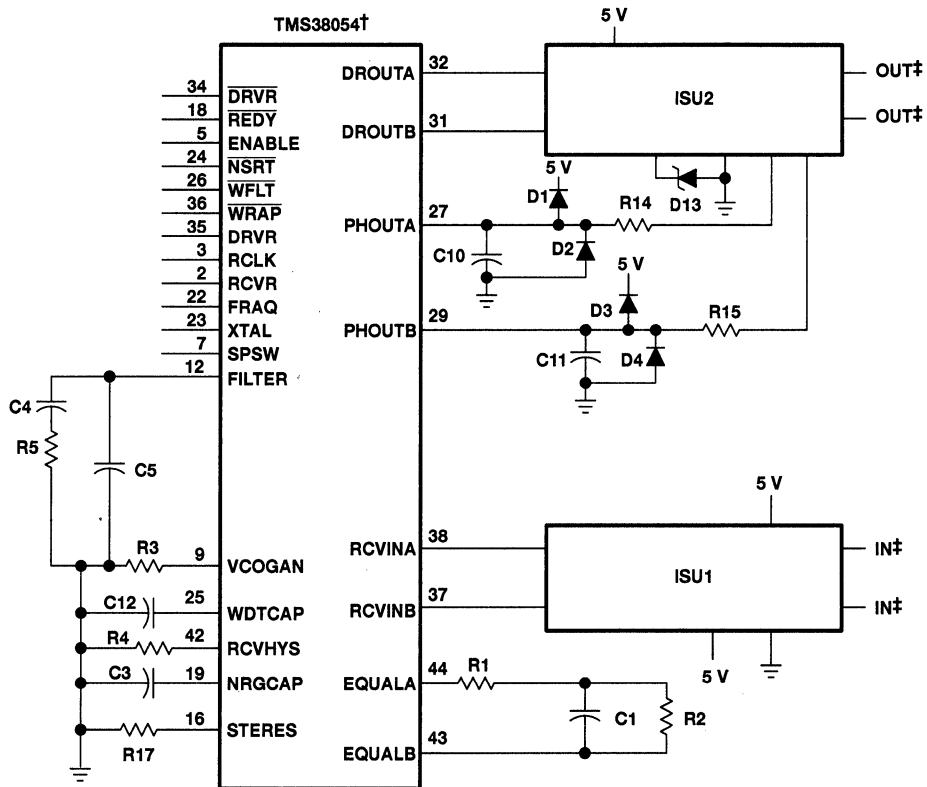 TMS38054†
5 V
34 DRVR
18 REDY
5 ENABLE
24 NSRT
26 WFLT
36 WRAP
35 DRVR
3 RCLK
2 RCVR
22 FRAQ
23 XTAL
7 SPSW
12 FILTER
C4
R5
C5
R3 9 VCOGAN
C12 25 WDTCAP
R4 42 RCVHYS
C3 19 NRGCAP
R17 16 STERES
DROUTA 32
DROUTB 31
ISU2
OUT‡
OUT‡
5 V
D13
D1
R14
PHOUTA 27
C10
D2
5 V
D3
R15
PHOUTB 29
C11
D4
5 V
RCVINA 38
RCVINB 37
ISU1
IN‡
IN‡
5 V
EQUALA 44 R1
C1
R2
EQUALB 43